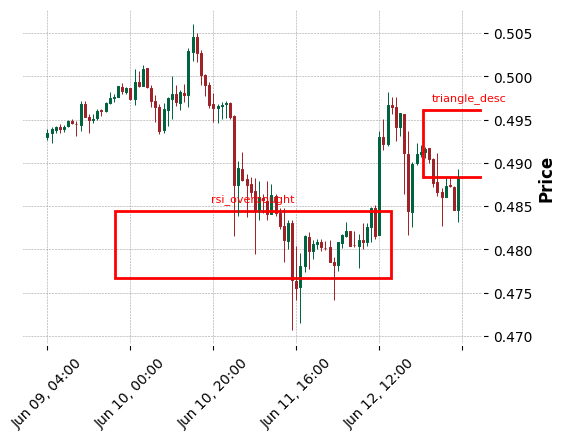 0.505
0.500
triangle_desc
0.495
0.490
rsi_overbought
0.485
0.480
0.475
0.470
Price
Jun 09, 04:00
Jun 10, 00:00
Jun 10, 20:00
Jun 11, 16:00
Jun 12, 12:00